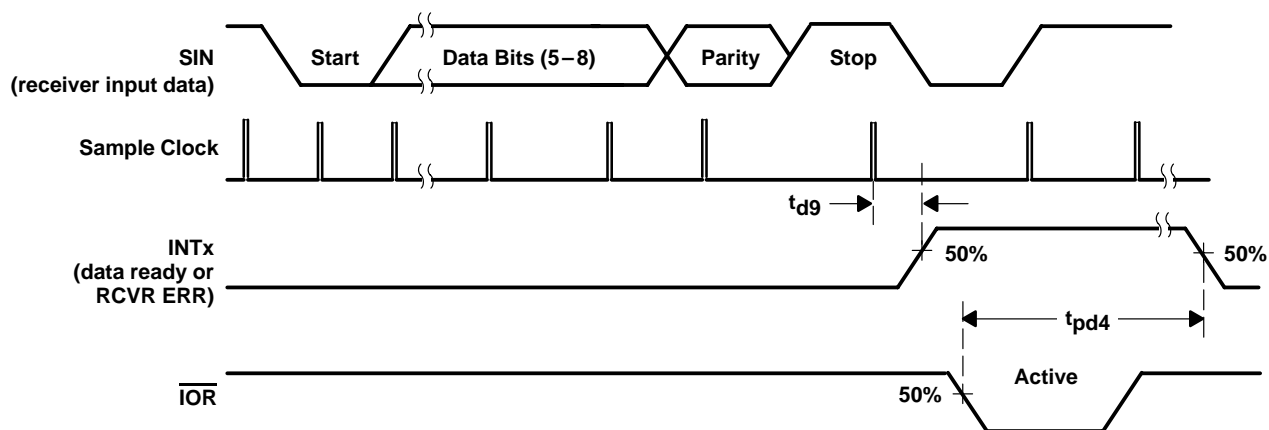 SIN
(receiver input data)
Start
Data Bits (5–8)
Parity
Stop
Sample Clock
td9
INTx
(data ready or
RCVR ERR)
50%
50%
tpd4
IOR
50%
Active